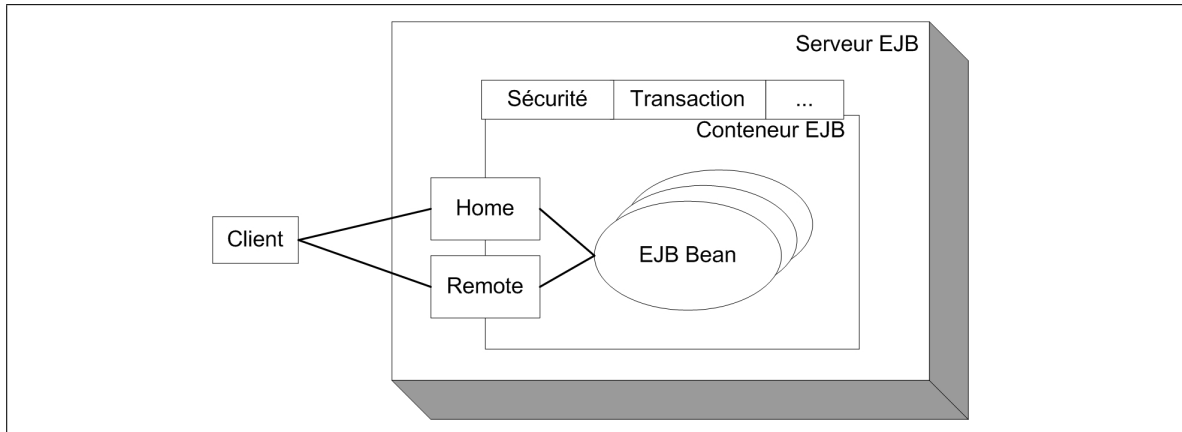 Serveur EJB
Sécurité Transaction ...
Conteneur EJB
Home
Client
EJB Bean
Remote